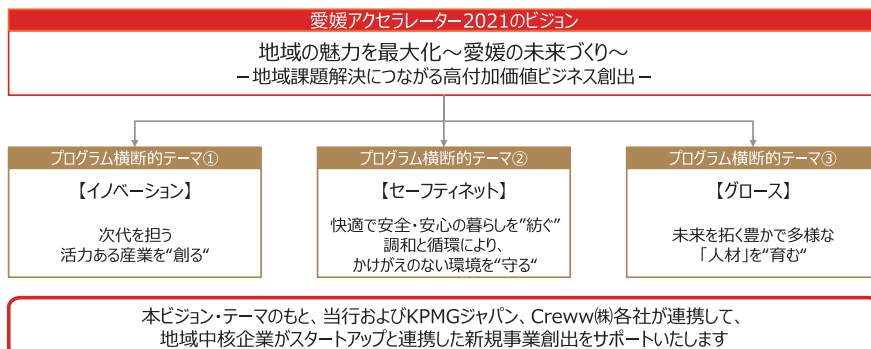 愛媛アクセラレーター2021のビジョン
地域の魅力を最大化～愛媛の未来づくり～
－地域課題解決につながる高付加価値ビジネス創出－
プログラム横断的テーマ①
【イノベーション】
次代を担う
活力ある産業を“創る“
プログラム横断的テーマ②
【セーフティネット】
快適で安全・安心の暮らしを”紡ぐ”
調和と循環により、
かけがえのない環境を“守る“
プログラム横断的テーマ③
【グロース】
未来を拓く豊かで多様な
「人材」を“育む“
本ビジョン・テーマのもと、当行およびKPMGジャパン、Creww㈱各社が連携して、
地域中核企業がスタートアップと連携した新規事業創出をサポートいたします